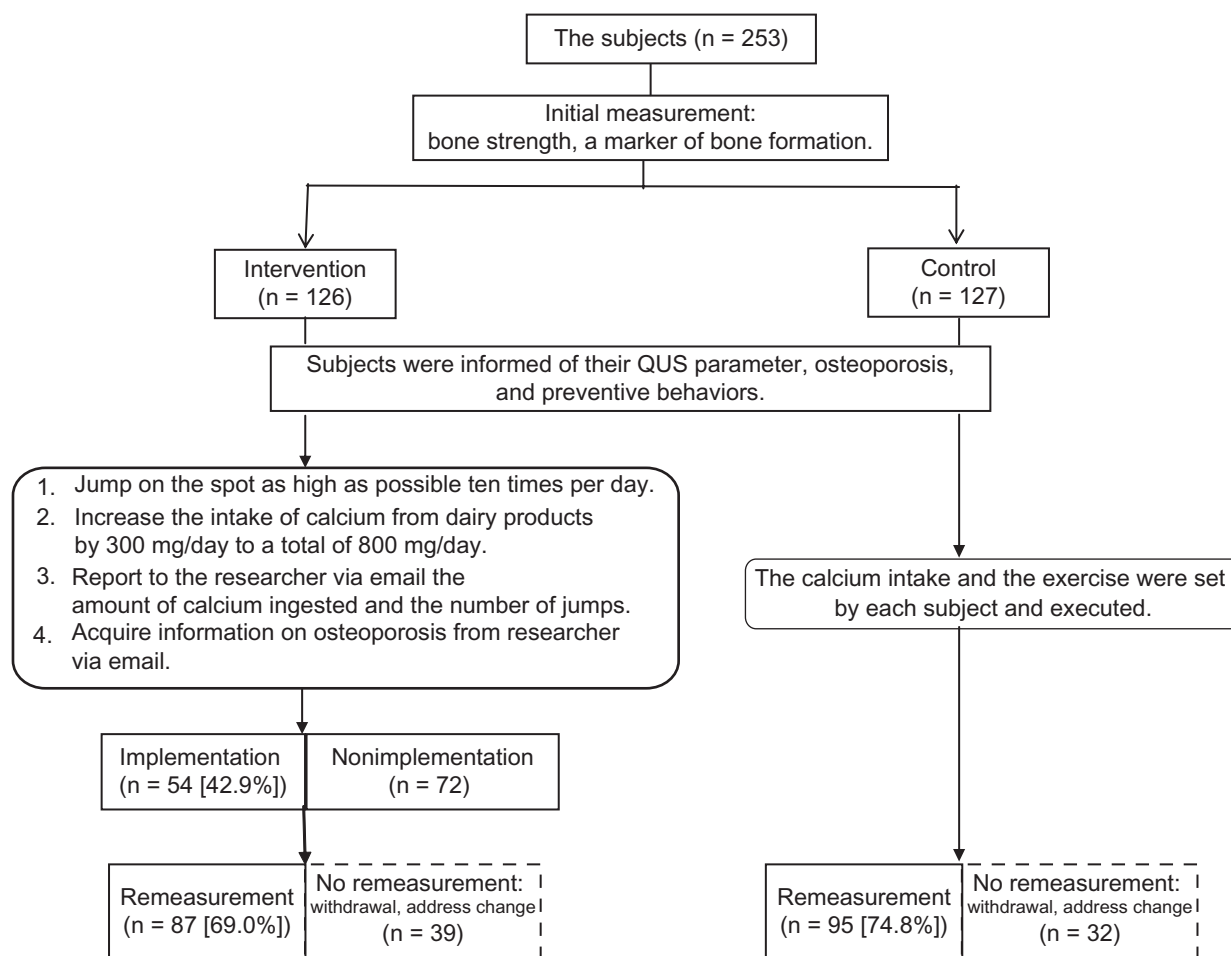 The subjects (n = 253)
Initial measurement:
bone strength, a marker of bone formation.
Intervention
(n = 126)
Control
(n = 127)
Subjects were informed of their QUS parameter, osteoporosis,
and preventive behaviors.
1. Jump on the spot as high as possible ten times per day.
2. Increase the intake of calcium from dairy products
by 300 mg/day to a total of 800 mg/day.
3. Report to the researcher via email the
amount of calcium ingested and the number of jumps.
4. Acquire information on osteoporosis from researcher
via email.
The calcium intake and the exercise were set
by each subject and executed.
Implementation
(n = 54 [42.9%])
Nonimplementation
(n = 72)
Remeasurement
(n = 87 [69.0%])
No remeasurement:
withdrawal, address change
(n = 39)
Remeasurement
(n = 95 [74.8%])
No remeasurement:
withdrawal, address change
(n = 32)